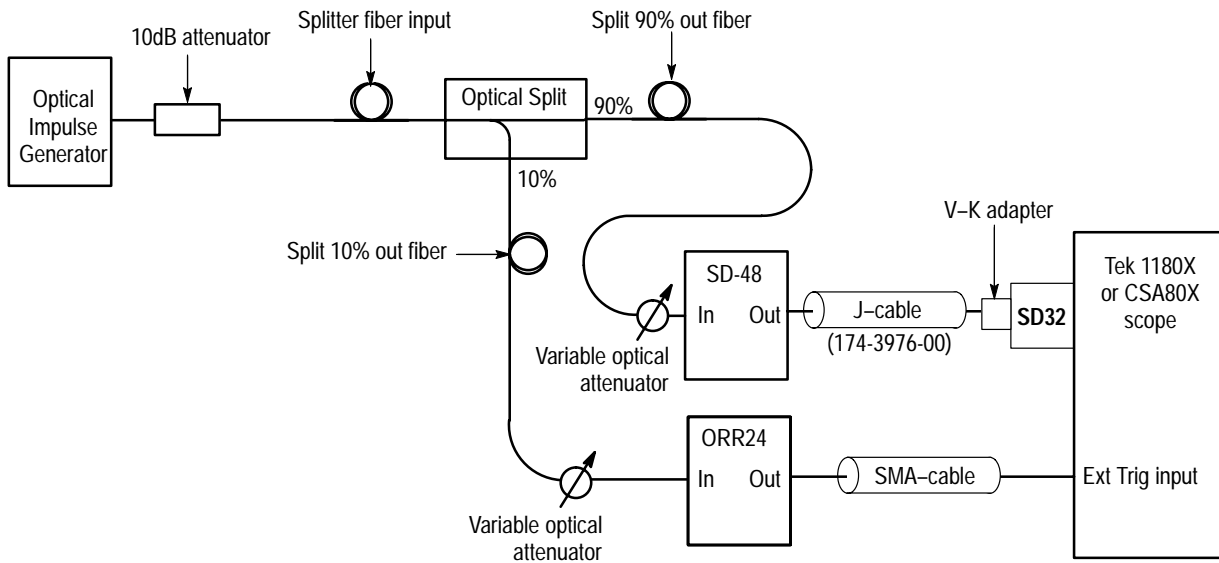 Splitter fiber input
Split 90% out fiber
10dB attenuator
Optical
Impulse
Generator
Optical Split
90%
10%
Split 10% out fiber
V–K adapter
SD-48
In Out
J–cable
(174-3976-00)
SD32
Tek 1180X
or CSA80X
scope
Variable optical
attenuator
ORR24
In Out
SMA–cable
Ext Trig input
Variable optical
attenuator